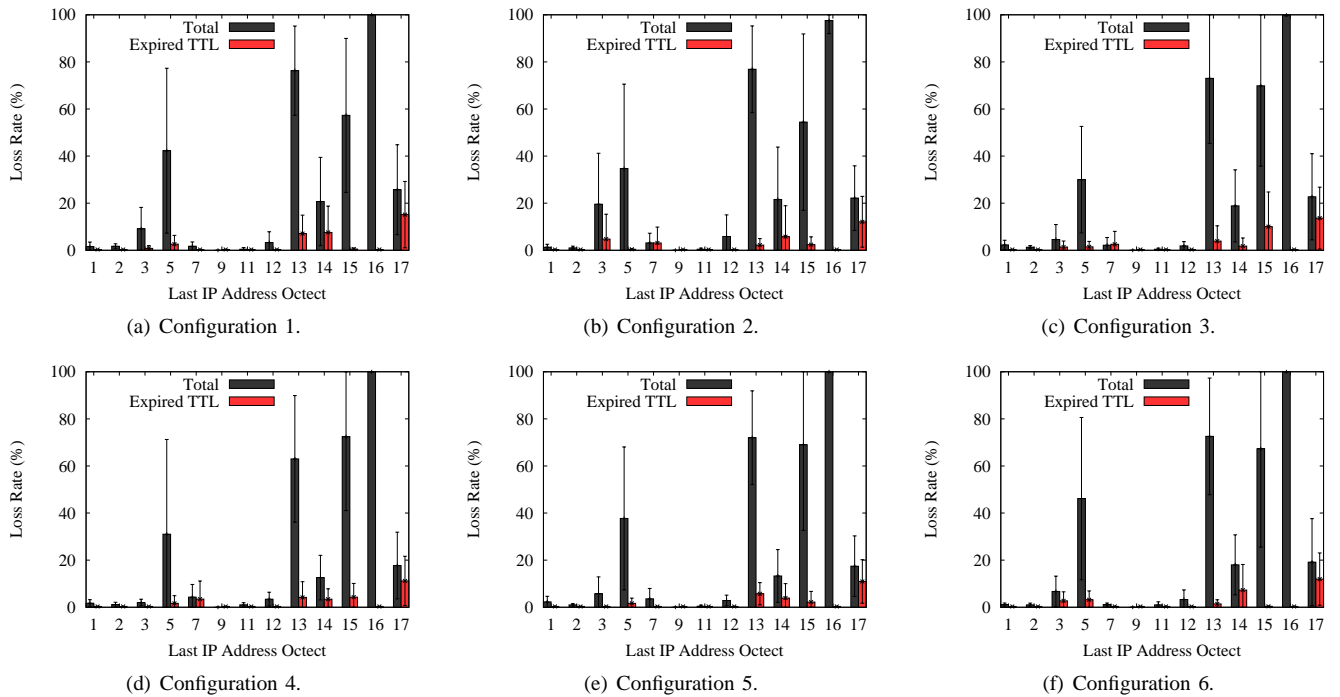 100
80
60
40
20
0
Loss Rate (%)
Total
Expired TTL
1 2 3 5 7 9 11 12 13 14 15 16 17
Last IP Address Octect
(a) Configuration 1.
100
80
60
40
20
0
Loss Rate (%)
Total
Expired TTL
1 2 3 5 7 9 11 12 13 14 15 16 17
Last IP Address Octect
(b) Configuration 2.
100
80
60
40
20
0
Loss Rate (%)
Total
Expired TTL
1 2 3 5 7 9 11 12 13 14 15 16 17
Last IP Address Octect
(c) Configuration 3.
100
80
60
40
20
0
Loss Rate (%)
Total
Expired TTL
1 2 3 5 7 9 11 12 13 14 15 16 17
Last IP Address Octect
(d) Configuration 4.
100
80
60
40
20
0
Loss Rate (%)
Total
Expired TTL
1 2 3 5 7 9 11 12 13 14 15 16 17
Last IP Address Octect
(e) Configuration 5.
100
80
60
40
20
0
Loss Rate (%)
Total
Expired TTL
1 2 3 5 7 9 11 12 13 14 15 16 17
Last IP Address Octect
(f) Configuration 6.